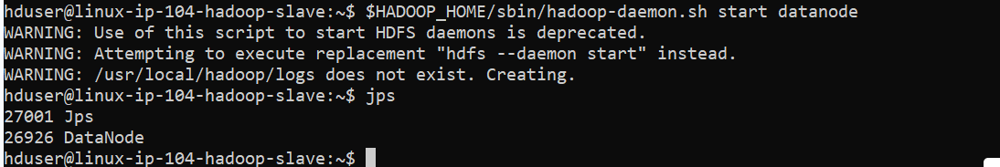 hduser@linux-ip-104-hadoop-slave:~$ $HADOOP_HOME/sbin/hadoop-daemon.sh start datanode
WARNING: Use of this script to start HDFS daemons is deprecated.
WARNING: Attempting to execute replacement "hdfs --daemon start" instead.
WARNING: /usr/local/hadoop/logs does not exist. Creating.
hduser@linux-ip-104-hadoop-slave:~$ jps
27001 Jps
26926 DataNode
hduser@linux-ip-104-hadoop-slave:~$